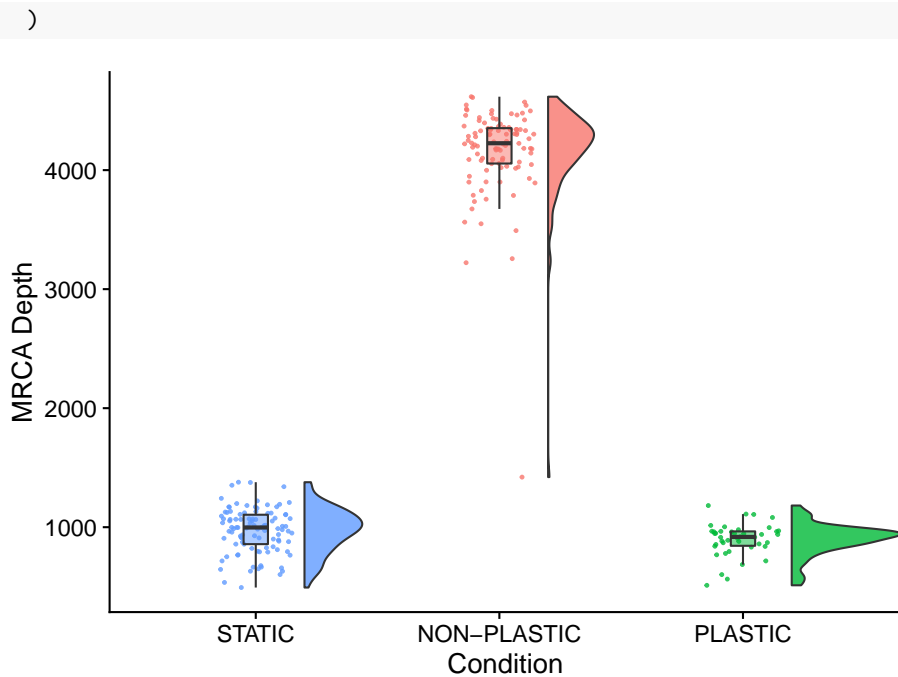 )
MRCA Depth
4000
3000
2000
1000
STATIC
NON−PLASTIC
PLASTIC
Condition